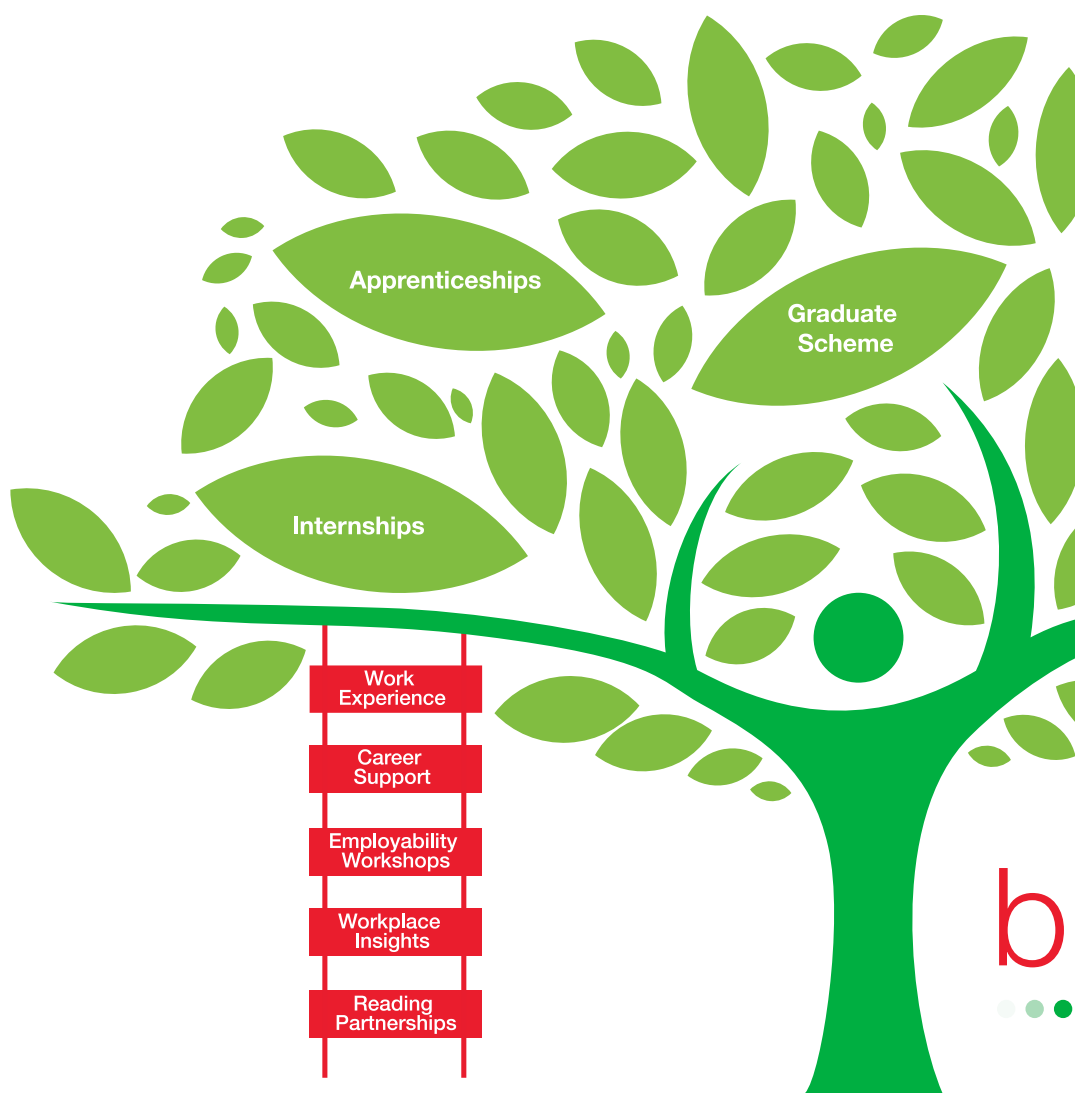 Apprenticeships
Graduate
Scheme
Internships
Work
Experience
Career
Support
Employability
Workshops
Workplace
Insights
Reading
Partnerships
b